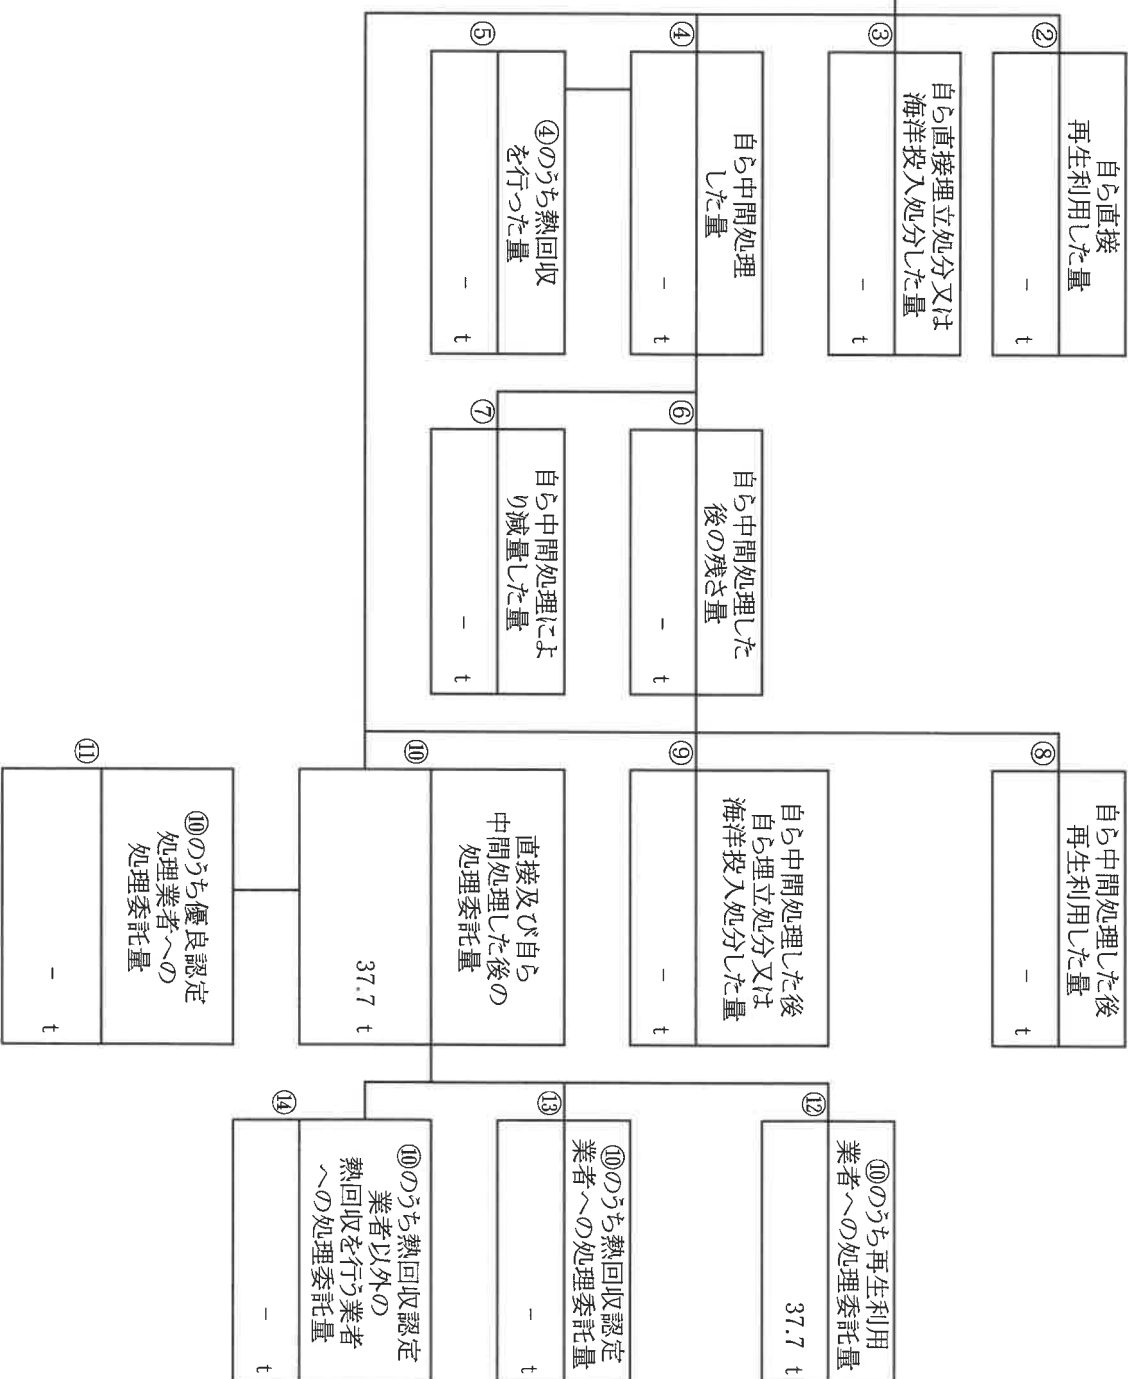 ②
自ら直接
再生利用した量
－ t
③
自ら直接埋立処分又は
海洋投入処分した量
－ t
④
自ら中間処理
した量
－ t
⑤
④のうち熱回収
を行った量
－ t
⑥
自ら中間処理した
後の残さ量
－ t
⑦
自ら中間処理によ
り減量した量
－ t
⑧
自ら中間処理した後
再生利用した量
－ t
⑨
自ら中間処理した後
自ら埋立処分又は
海洋投入処分した量
－ t
⑩
直接及び自ら
中間処理した後の
処理委託量
37.7 t
⑪
⑩のうち優良認定
処理業者への
処理委託量
－ t
⑫
⑩のうち再生利用
業者への処理委託量
37.7 t
⑬
⑩のうち熱回収認定
業者への処理委託量
－ t
⑭
⑩のうち熱回収認定
業者以外の
熱回収を行う業者
への処理委託量
－ t